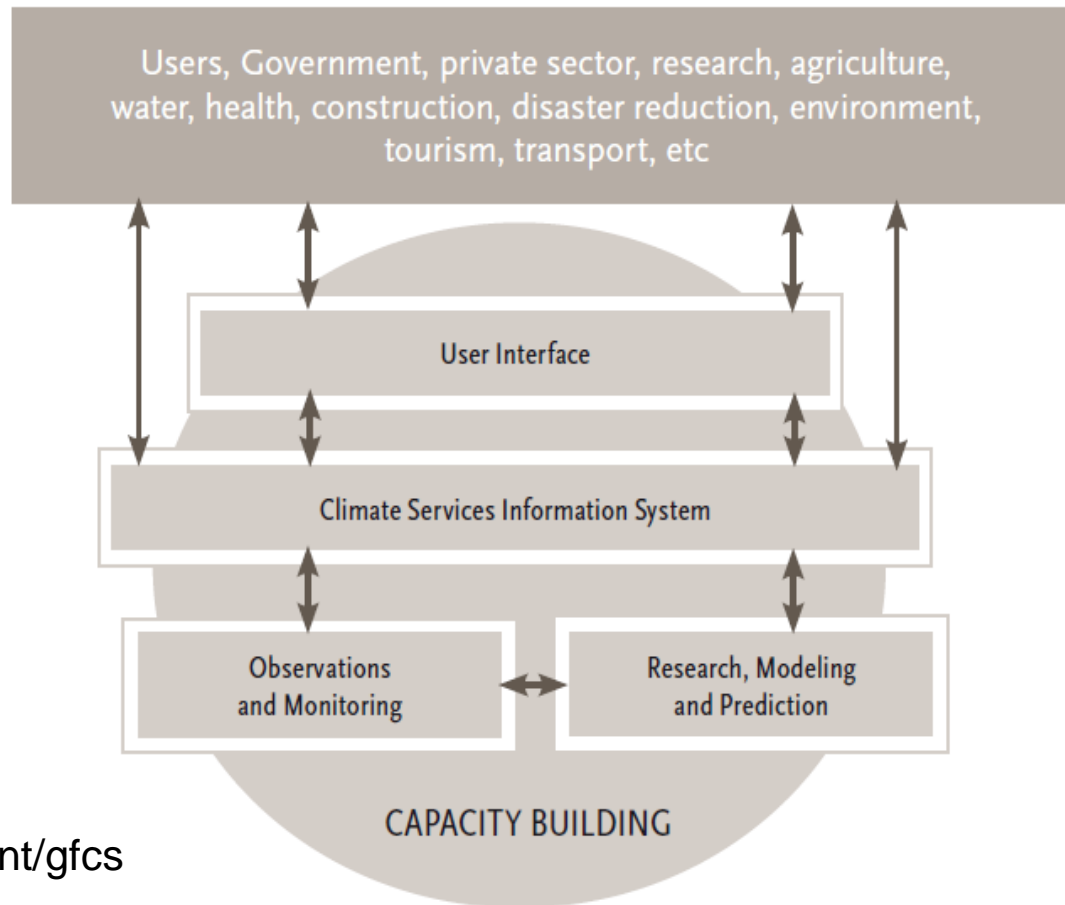 Users, Government, private sector, research, agriculture,
water, health, construction, disaster reduction, environment,
tourism, transport, etc
User Interface
Climate Services Information System
Observations
and Monitoring
Research, Modeling
and Prediction
CAPACITY BUILDING
nt/gfcs